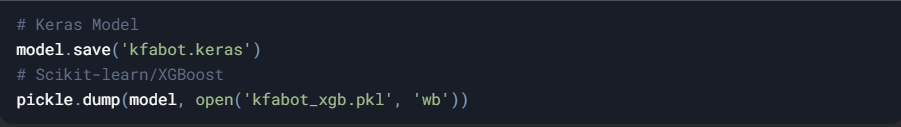 # Keras Model
model.save('kfabot.keras')
# Scikit-learn/XGBoost
pickle.dump(model, open('kfabot_xgb.pkl', 'wb'))